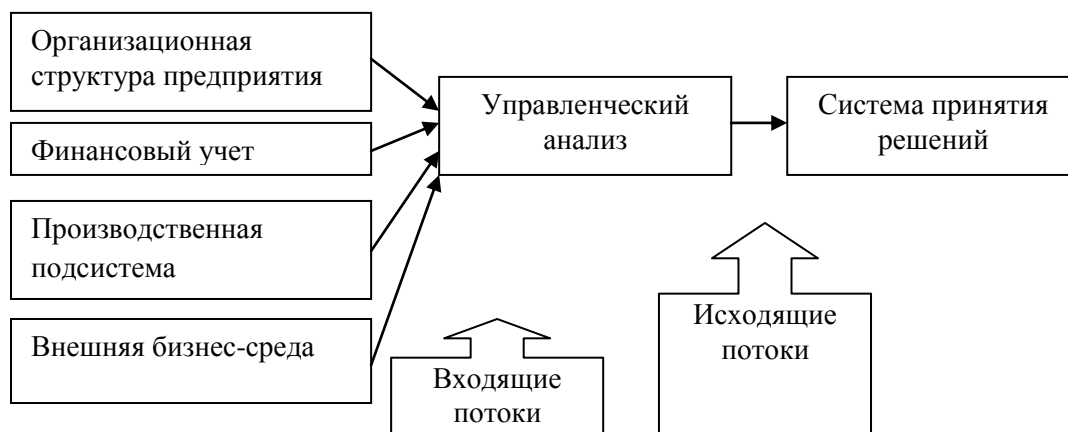 Организационная
структура предприятия
Финансовый учет
Производственная
подсистема
Внешняя бизнес-среда
Управленческий
анализ
Система принятия
решений
Входящие
потоки
Исходящие
потоки